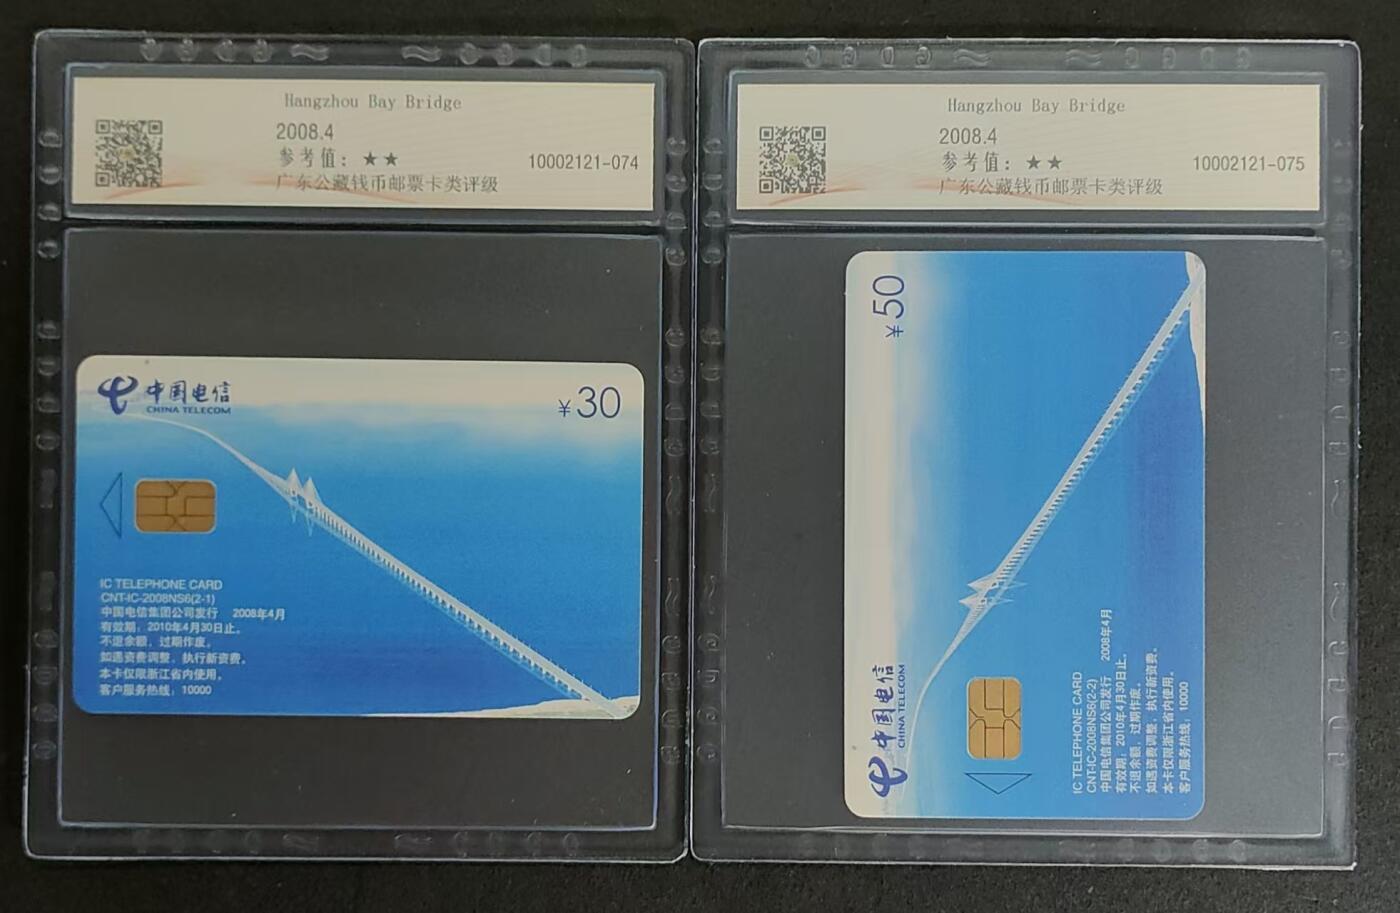 Hangzhou Bay Bridge
2008.4
参考值：★★
10002121-074
广东公藏钱币邮票卡类评级
中国电信
CHINA TELECOM
¥30
IC TELEPHONE CARD
CNT-IC-2008NS6(2-1)
中国电信集团公司发行 2008年4月
有效期：2010年4月30日止。
不退余额，过期作废。
如遇资费调整，执行新资费。
本卡仅限浙江省内使用。
客户服务热线：10000
Hangzhou Bay Bridge
2008.4
参考值：★★
10002121-075
广东公藏钱币邮票卡类评级
¥50
中国电信
CHINA TELECOM
IC TELEPHONE CARD
CNT-IC-2008NS6(2-2)
中国电信集团公司发行 2008年4月
有效期：2010年4月30日止。
不退余额，过期作废。
如遇资费调整，执行新资费。
本卡仅限浙江省内使用。
客户服务热线：10000